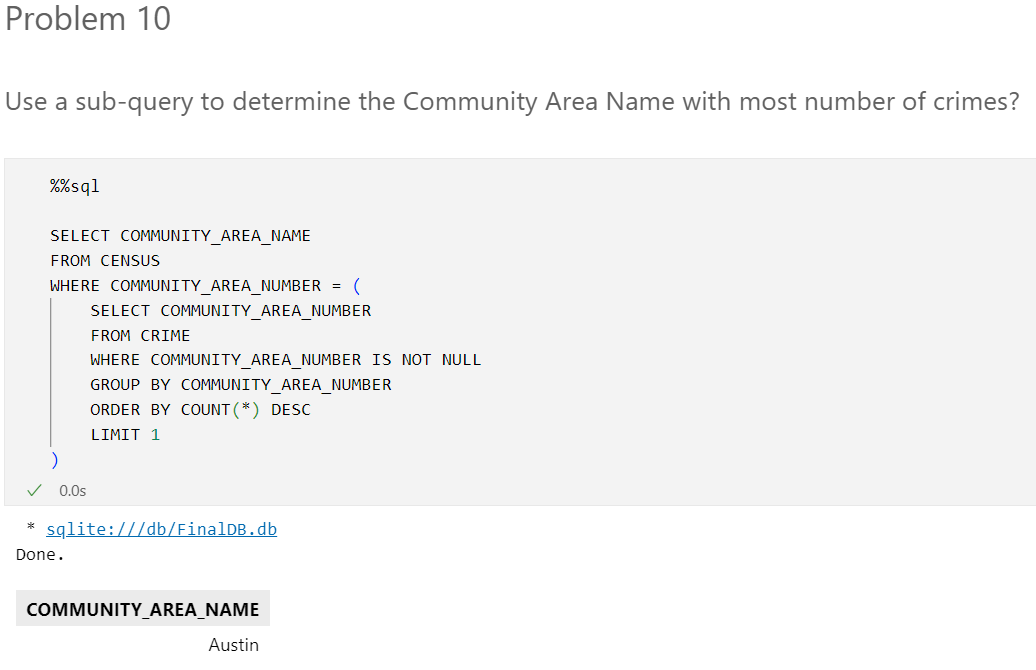 Problem 10
Use a sub-query to determine the Community Area Name with most number of crimes?
%%sql
SELECT COMMUNITY_AREA_NAME
FROM CENSUS
WHERE COMMUNITY_AREA_NUMBER = (
    SELECT COMMUNITY_AREA_NUMBER
    FROM CRIME
    WHERE COMMUNITY_AREA_NUMBER IS NOT NULL
    GROUP BY COMMUNITY_AREA_NUMBER
    ORDER BY COUNT(*) DESC
    LIMIT 1
)
✓ 0.0s
* sqlite:///db/FinalDB.db
Done.
COMMUNITY_AREA_NAME
Austin